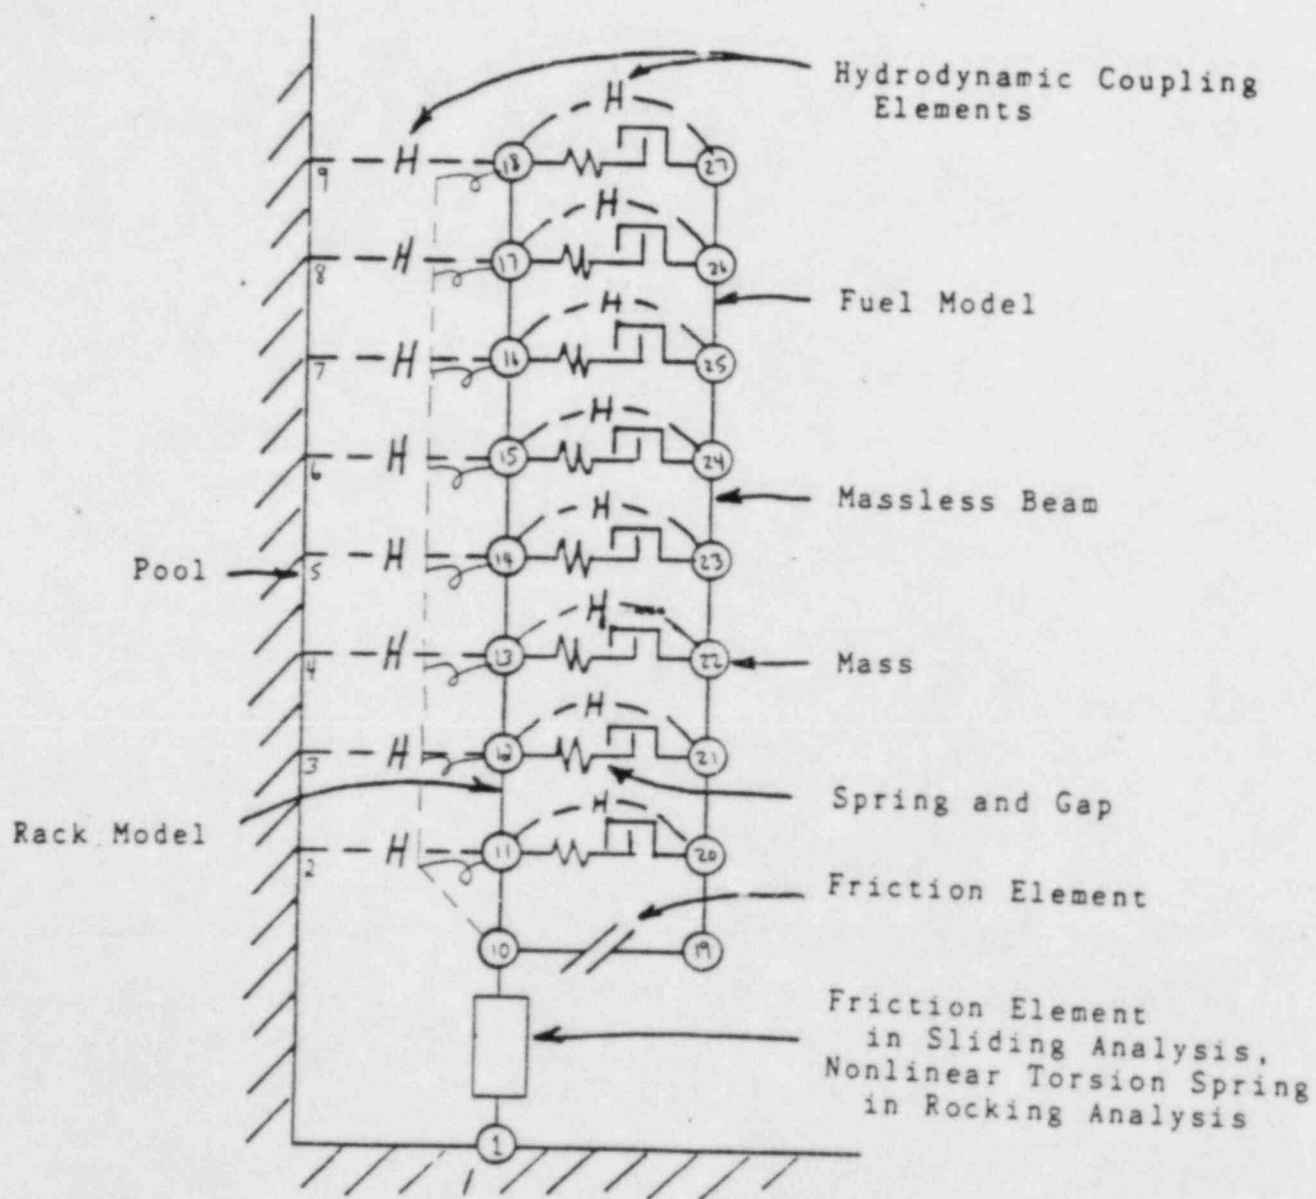 Hydrodynamic Coupling
Elements
H
9 H 18 27
H
8 H 17 26
H
Fuel Model
7 H 16 25
H
6 H 15 24
Massless Beam
H
Pool
5 H 14 23
H
4 H 13 22
Mass
H
3 H 12 21
Spring and Gap
H
Rack Model
2 H 11 20
Friction Element
10 19
Friction Element
in Sliding Analysis,
Nonlinear Torsion Spring
in Rocking Analysis
1